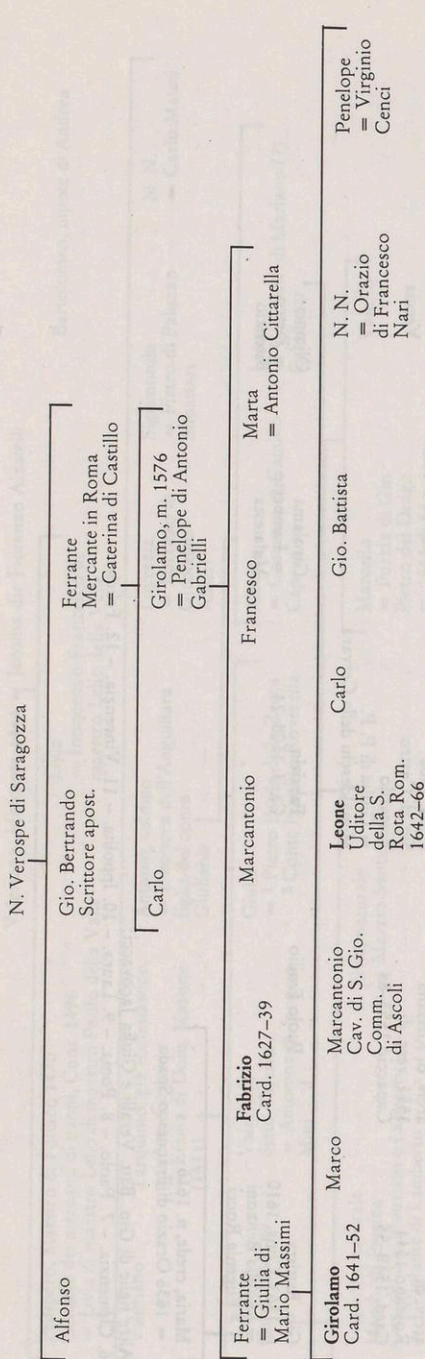 N. Verospe di Saragozza
Alfonso
Gio. Bertrando
Scrittore apost.
Ferrante
Mercante in Roma
= Caterina di Castillo
Carlo
Girolamo, m. 1576
= Penelope di Antonio
Gabrielli
Ferrante
= Giulia di
Mario Massimi
Fabrizio
Card. 1627–39
Marcantonio
Francesco
Marta
= Antonio Cittarella
Girolamo
Card. 1641–52
Marco
Marcantonio
Cav. di S. Gio.
Comm.
di Ascoli
Leone
Uditore
della S.
Rota Rom.
1642–66
Carlo
Gio. Battista
N. N.
= Orazio
di Francesco
Nari
Penelope
= Virginio
Cenci